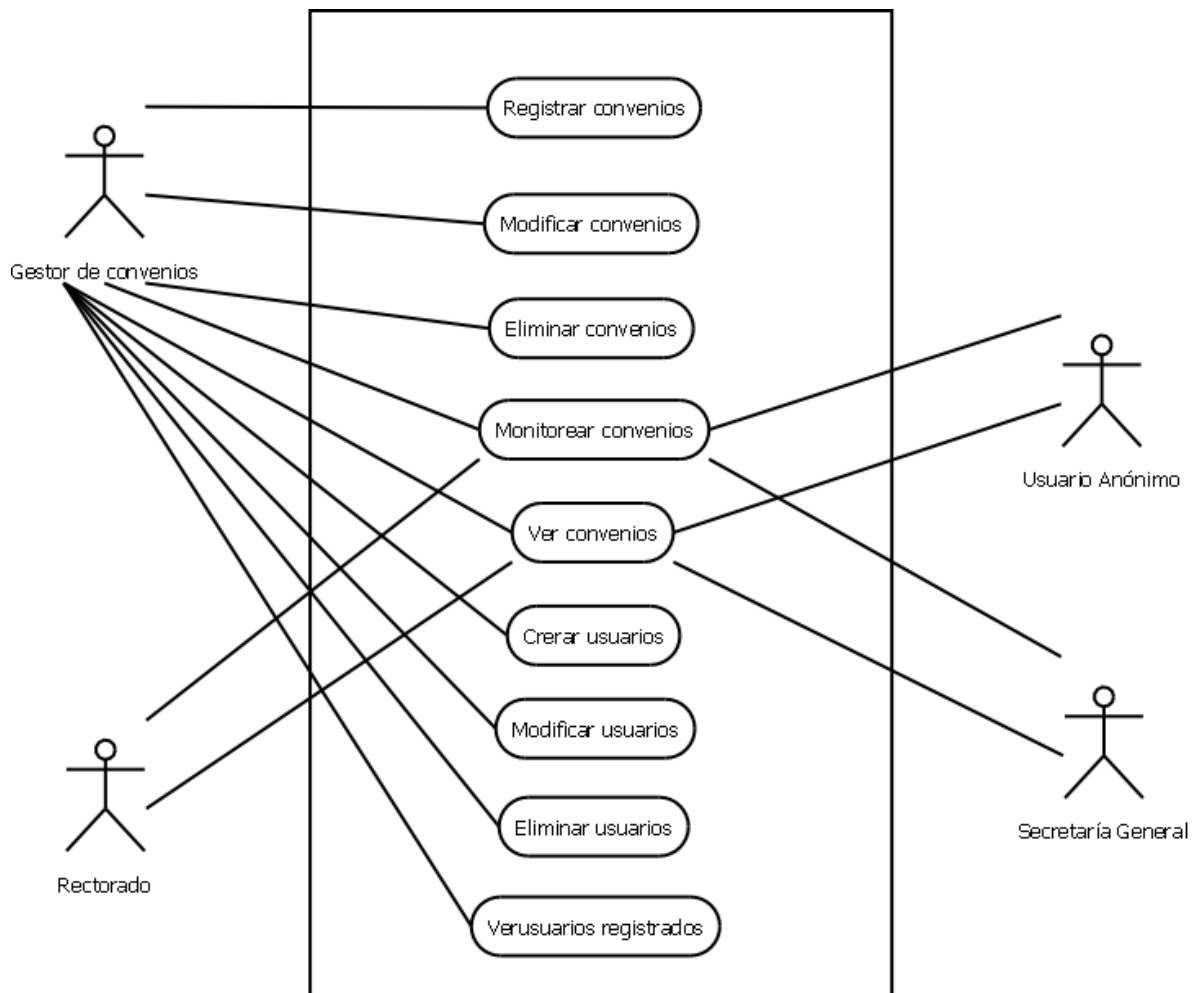 Registrar convenios
Modificar convenios
Gestor de convenios
Eliminar convenios
Monitorear convenios
Usuario Anónimo
Ver convenios
Crerar usuarios
Modificar usuarios
Eliminar usuarios
Secretaría General
Rectorado
Verusuarios registrados